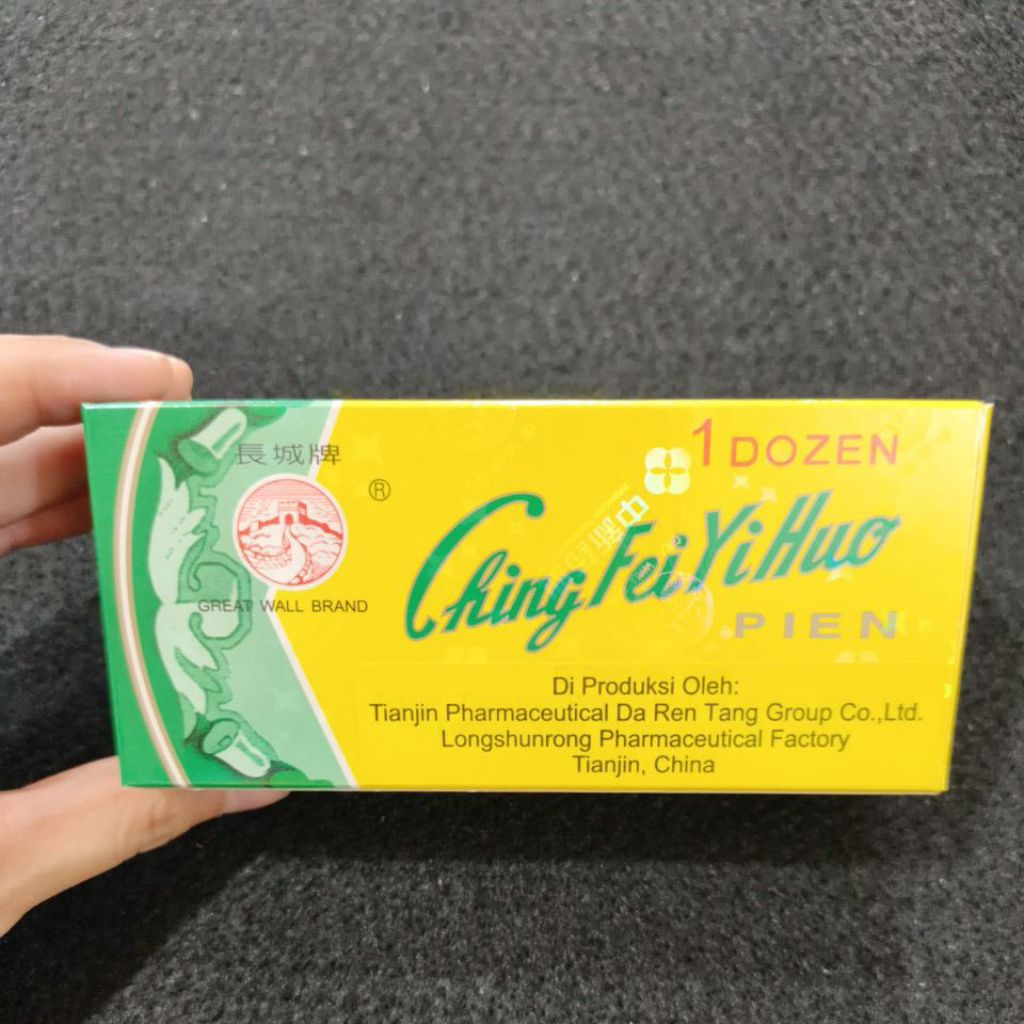 長城牌
®
GREAT WALL BRAND
1 DOZEN
Ching Fei Yi Huo
PIEN
Di Produksi Oleh:
Tianjin Pharmaceutical Da Ren Tang Group Co.,Ltd.
Longshunrong Pharmaceutical Factory
Tianjin, China